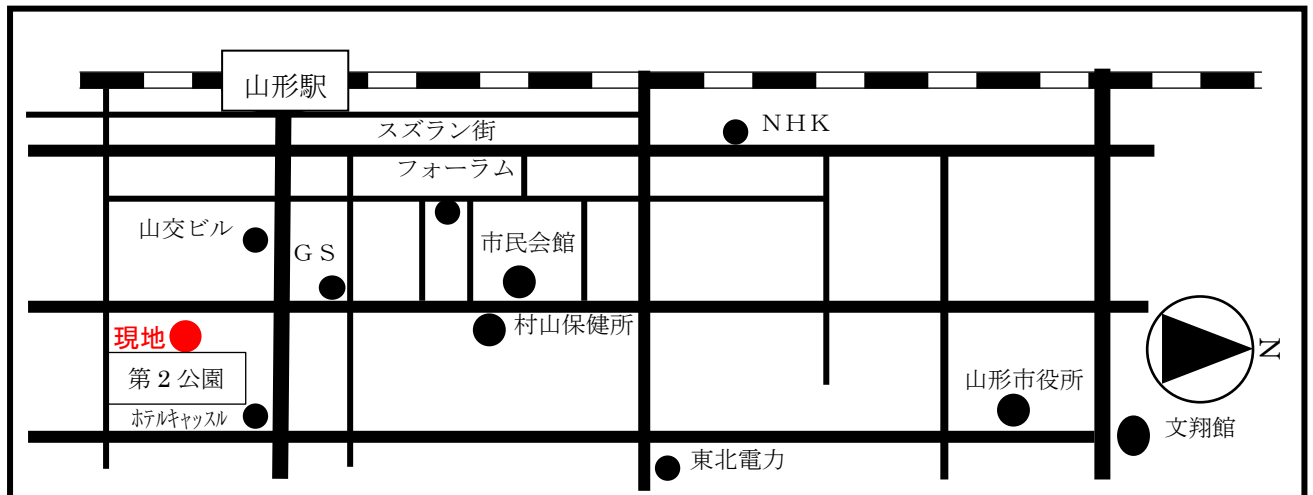 山形駅
スズラン街
NHK
フォーラム
山交ビル
GS
市民会館
村山保健所
現地
第2公園
ホテルキャッスル
山形市役所
N
文翔館
東北電力